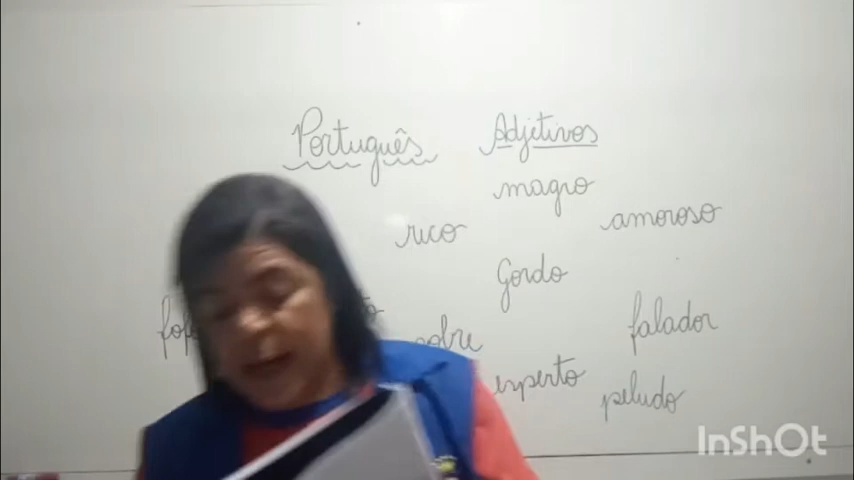 Português Adjetivos
magro
rico amoroso
Gordo
falador
esperto peludo
InShOt